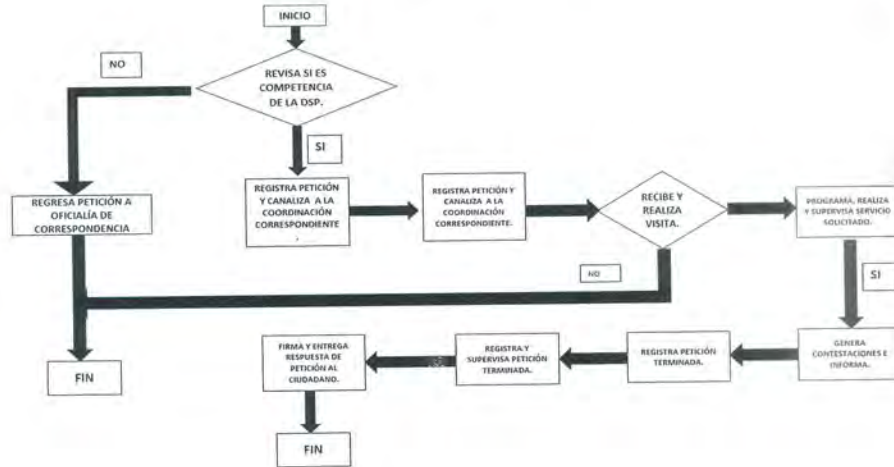 INICIO
NO
REVISA SI ES
COMPETENCIA
DE LA DSP.
SI
REGRESA PETICIÓN A
OFICIALÍA DE
CORRESPONDENCIA
REGISTRA PETICIÓN
Y CANALIZA A LA
COORDINACIÓN
CORRESPONDIENTE
.
REGISTRA PETICIÓN Y
CANALIZA A LA
COORDINACIÓN
CORRESPONDIENTE.
RECIBE Y
REALIZA
VISITA.
PROGRAMA, REALIZA
Y SUPERVISA SERVICIO
SOLICITADO.
NO
SI
FIN
FIRMA Y ENTREGA
RESPUESTA DE
PETICIÓN AL
CIUDADANO.
REGISTRA Y
SUPERVISA PETICIÓN
TERMINADA.
REGISTRA PETICIÓN
TERMINADA.
GENERA
CONTESTACIONES E
INFORMA.
FIN